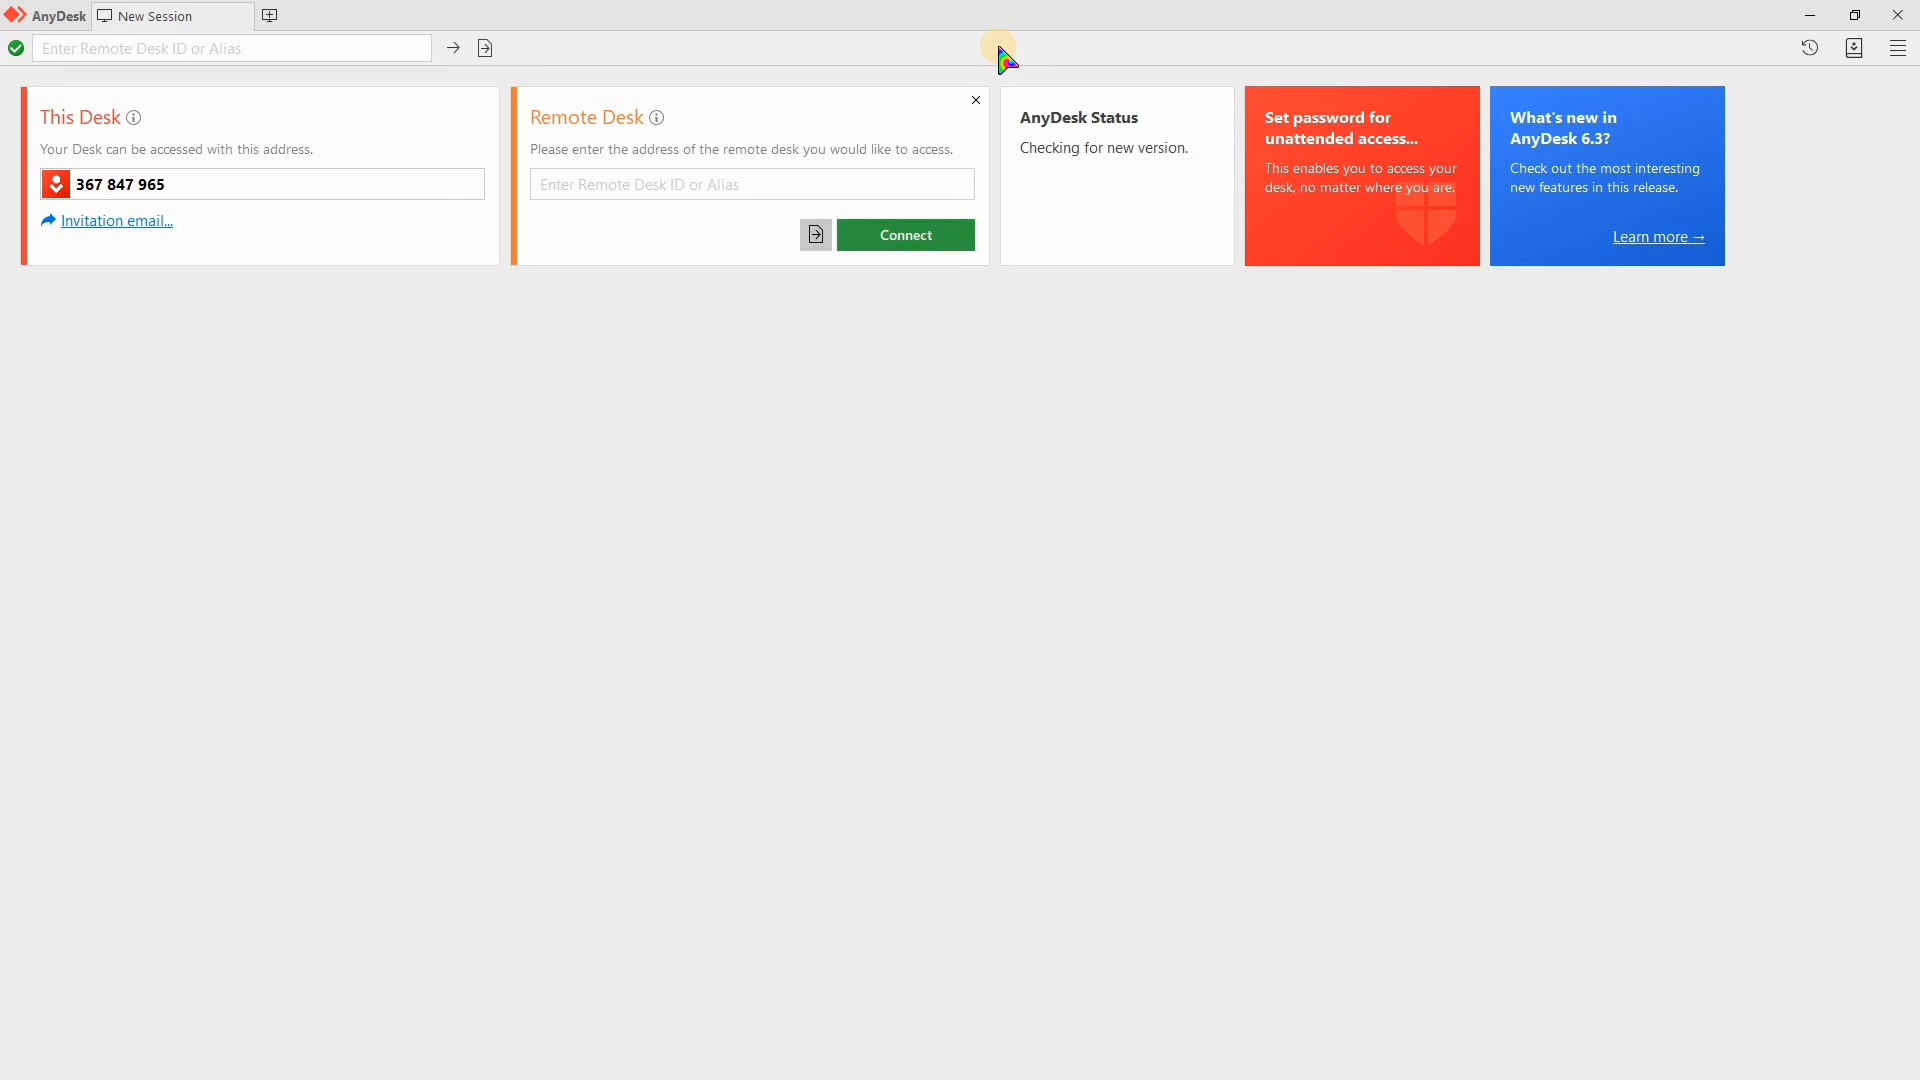 AnyDesk
New Session
Enter Remote Desk ID or Alias
This Desk
Your Desk can be accessed with this address.
367 847 965
Invitation email...
Remote Desk
Please enter the address of the remote desk you would like to access.
Enter Remote Desk ID or Alias
Connect
AnyDesk Status
Checking for new version.
Set password for
unattended access...
This enables you to access your
desk, no matter where you are.
What's new in
AnyDesk 6.3?
Check out the most interesting
new features in this release.
Learn more →